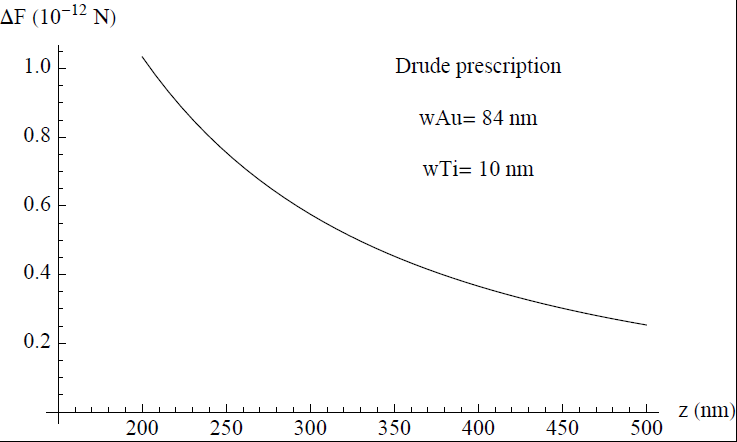 ΔF (10⁻¹² N)
1.0
0.8
0.6
0.4
0.2
Drude prescription
wAu= 84 nm
wTi= 10 nm
200 250 300 350 400 450 500
z (nm)